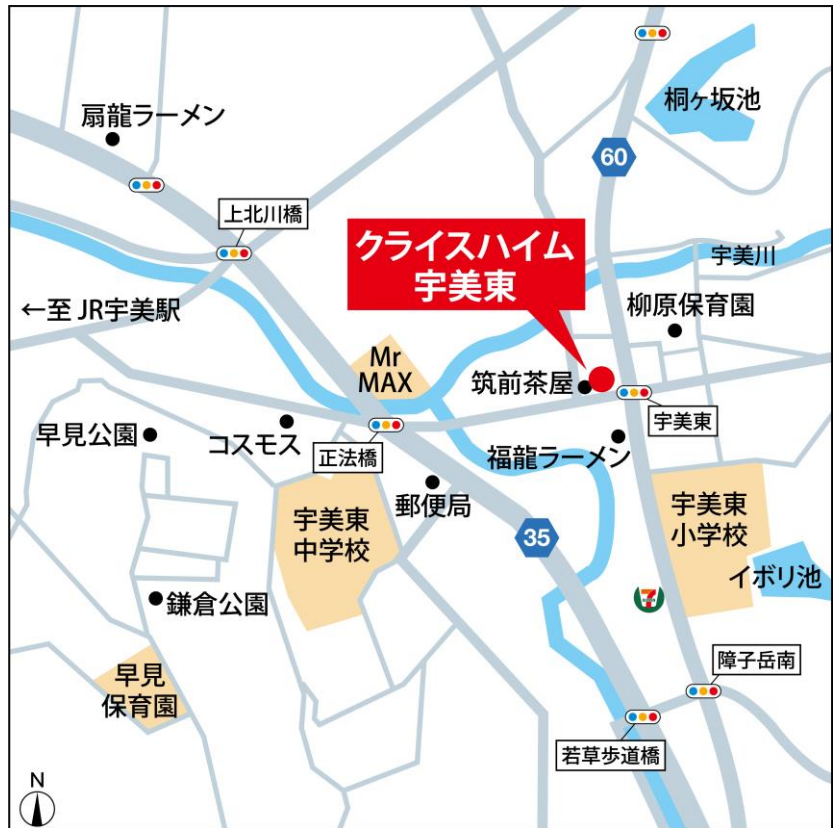 桐ヶ坂池
扇龍ラーメン
60
上北川橋
クライスハイム
宇美東
宇美川
←至 JR宇美駅
柳原保育園
Mr
MAX
筑前茶屋
宇美東
早見公園
コスモス
正法橋
福龍ラーメン
郵便局
宇美東
中学校
宇美東
小学校
35
イボリ池
7
鎌倉公園
早見
保育園
障子岳南
若草歩道橋
N